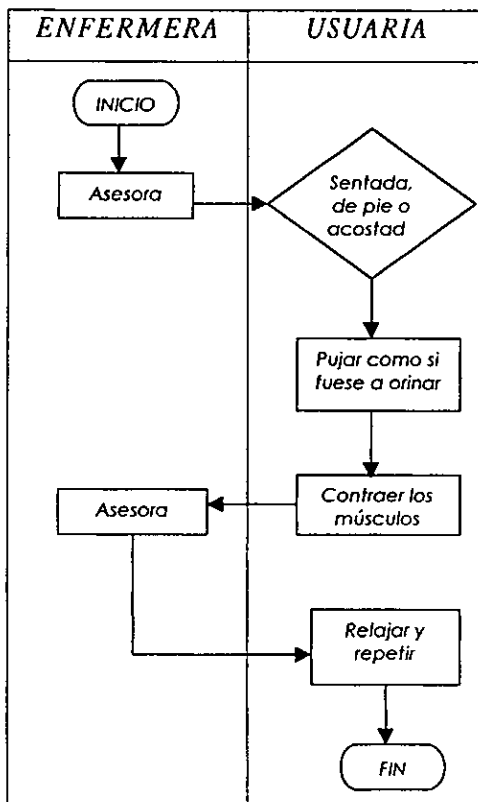 ENFERMERA
USUARIA
INICIO
Asesora
Sentada,
de pie o
acostad
Pujar como si
fuese a orinar
Contraer los
músculos
Asesora
Relajar y
repetir
FIN